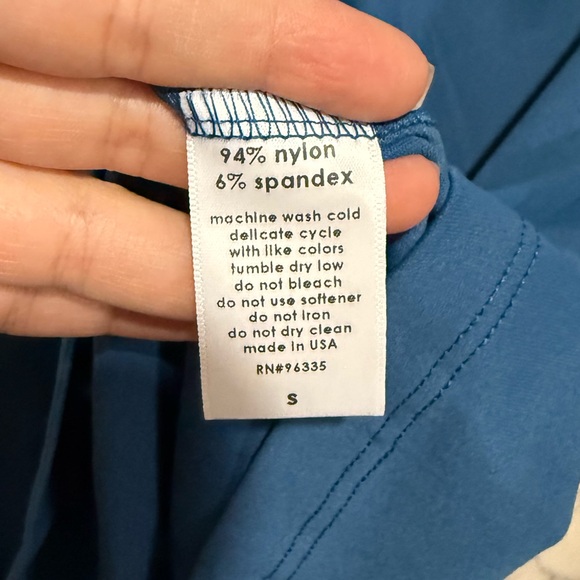 94% nylon
6% spandex
machine wash cold
delicate cycle
with like colors
tumble dry low
do not bleach
do not use softener
do not iron
do not dry clean
made in USA
RN#96335
S